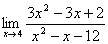 lim x→4 (3x² − 3x + 2)/(x² − x − 12)